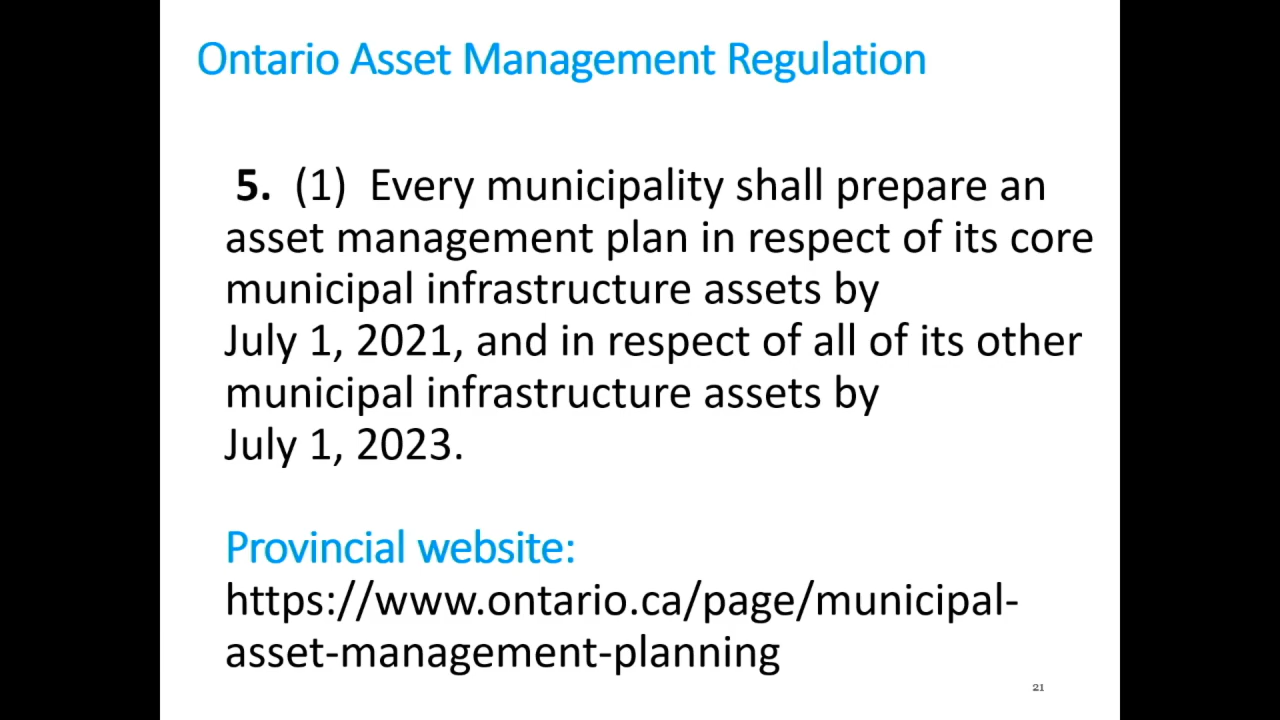 Ontario Asset Management Regulation
5. (1) Every municipality shall prepare an
asset management plan in respect of its core
municipal infrastructure assets by
July 1, 2021, and in respect of all of its other
municipal infrastructure assets by
July 1, 2023.
Provincial website:
https://www.ontario.ca/page/municipal-
asset-management-planning
21